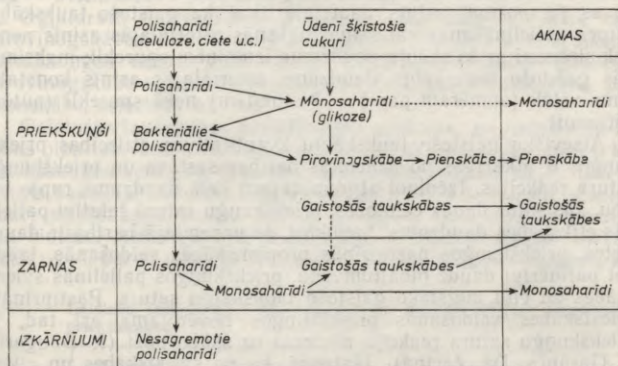 Polisaharīdi
(celuloze, ciete u.c.)
Ūdenī šķīstošie
cukuri
AKNAS
Polisaharīdi
Monosaharīdi
(glikoze)
Monosaharīdi
PRIEKŠKUŅĢI
Bakteriālie
polisaharīdi
Pirovīnogskābe
Pienskābe
Pienskābe
Gaistošās taukskābes
Gaistošās
taukskābes
ZARNAS
Polisaharīdi
Gaistošās taukskābes
Monosaharīdi
Monosaharīdi
IZKĀRNĪJUMI
Nesagremotie
polisaharīdi